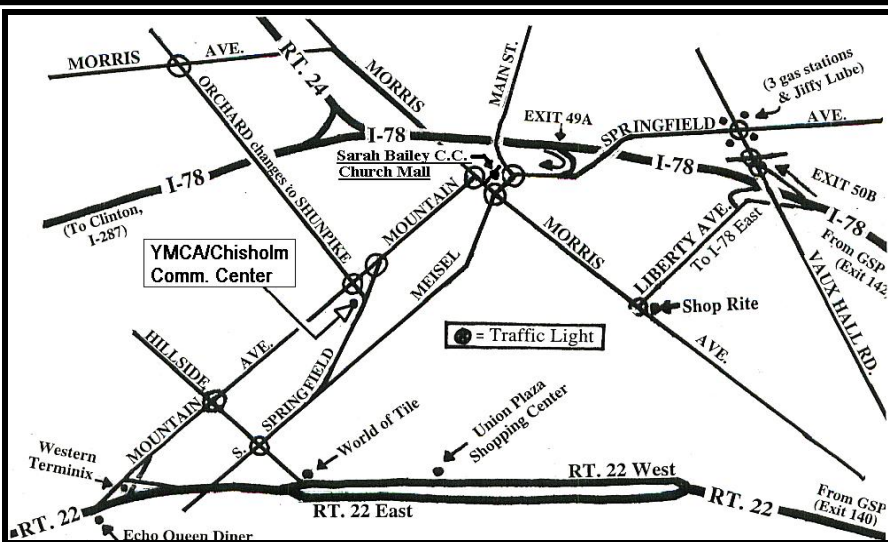 MORRIS AVE.
RT. 24
MORRIS
MAIN ST.
(3 gas stations
& Jiffy Lube)
ORCHARD changes to SHUNPIKE
EXIT 49A
SPRINGFIELD AVE.
I-78
I-78
I-78
Sarah Bailey C.C.
Church Mall
EXIT 50B
(To Clinton,
I-287)
MOUNTAIN
LIBERTY AVE.
To I-78 East
I-78
From GSP
(Exit 142
YMCA/Chisholm
Comm. Center
MEISEL
MORRIS
AVE.
VAUX HALL RD.
Shop Rite
= Traffic Light
HILLSIDE
AVE.
MOUNTAIN
S. SPRINGFIELD
World of Tile
Union Plaza
Shopping Center
Western
Terminix
RT. 22 West
RT. 22 East
RT. 22
RT. 22
From GSP
(Exit 140)
Echo Queen Diner